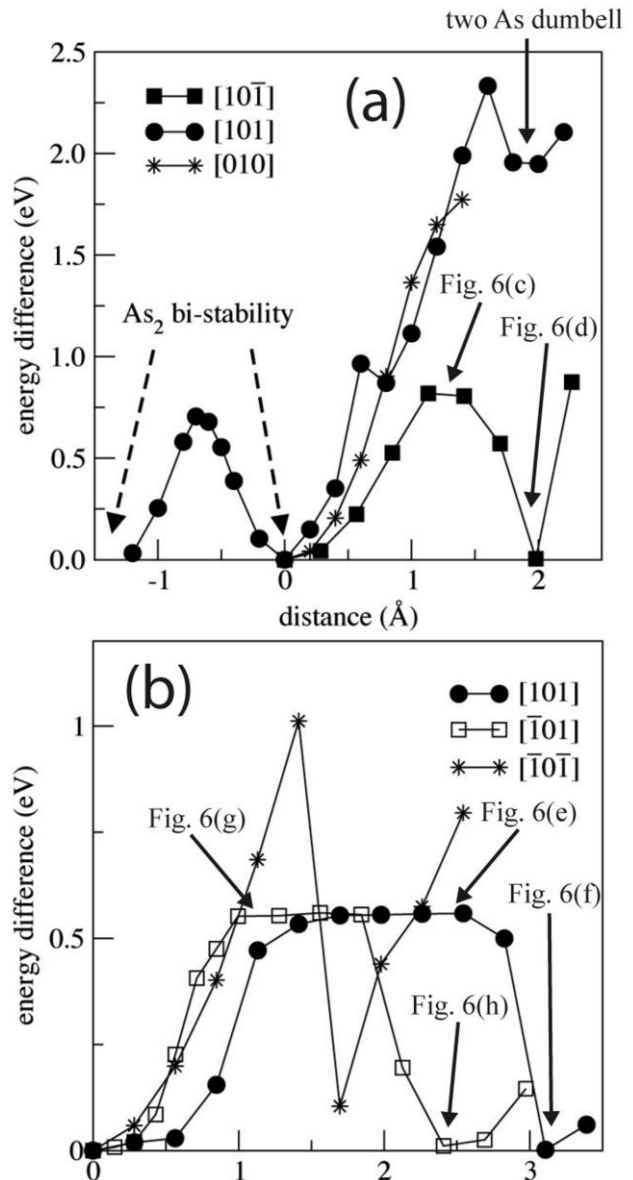 two As dumbell
2.5
[101̄]
(a)
[101]
2.0
[010]
1.5
energy difference (eV)
Fig. 6(c)
As₂ bi-stability
Fig. 6(d)
1.0
0.5
0.0
-1 0 1 2
distance (Å)
(b)
[101]
1
[1̄01]
[1̄01̄]
energy difference (eV)
Fig. 6(g)
Fig. 6(e)
Fig. 6(f)
0.5
Fig. 6(h)
0
0 1 2 3